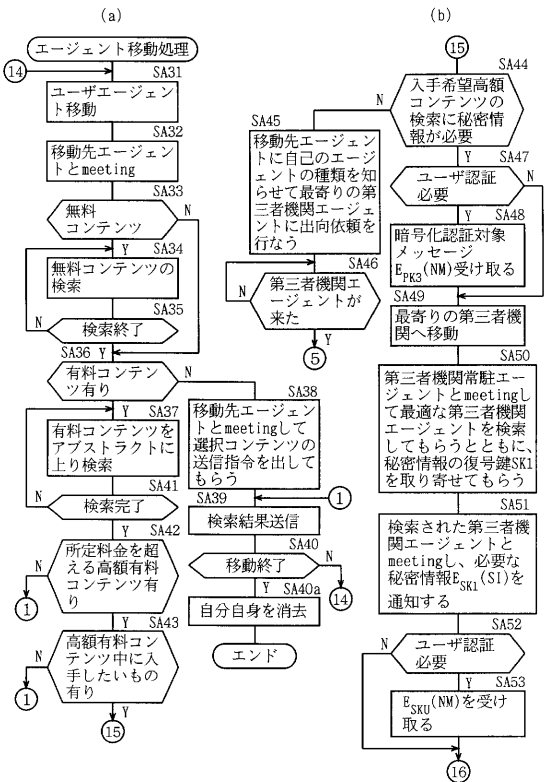 (a)
エージェント移動処理
14
SA31
ユーザエージェ
ント移動
SA32
移動先エージェ
ントとmeeting
SA33
無料
コンテンツ
N
Y
SA34
無料コンテンツの
検索
SA35
N
検索終了
Y
SA36
有料コンテン
ツ有り
N
Y
SA37
有料コンテンツを
アブストラクトに
上り検索
SA41
N
検索完了
Y
SA42
所定料金を超
える高額有料
コンテンツ有
り
N
1
Y
SA43
高額有料コン
テンツ中に入
手したいもの
有り
N
1
Y
15
SA38
移動先エージェント
とmeetingして
選択コンテンツの
送信指令を出して
もらう
1
SA39
検索結果送信
SA40
移動終了
N
14
Y
SA40a
自分自身を消去
エンド
(b)
15
SA44
入手希望高額
コンテンツの
検索に秘密情
報が必要
N
Y
SA45
移動先エージェン
トに自己のエージェン
トの種類を知
らせて最寄りの第
三者機関エージェント
に出向依頼を
行なう
SA46
第三者機関エ
ージェントが
来た
N
Y
5
SA47
ユーザ認証
必要
N
Y
SA48
暗号化認証対象
メッセージ
EPK3(NM)受け取る
SA49
最寄りの第三者機
関へ移動
SA50
第三者機関常駐エー
ジェントとmeetingし
て最適な第三者機関
エージェントを検索
してもらうとともに、
秘密情報の復号鍵SK1
を取り寄せてもらう
SA51
検索された第三者機
関エージェントと
meetingし、必要な
秘密情報ESK1(SI)を
通知する
SA52
ユーザ認証
必要
N
Y
SA53
ESKU(NM)を受け
取る
16